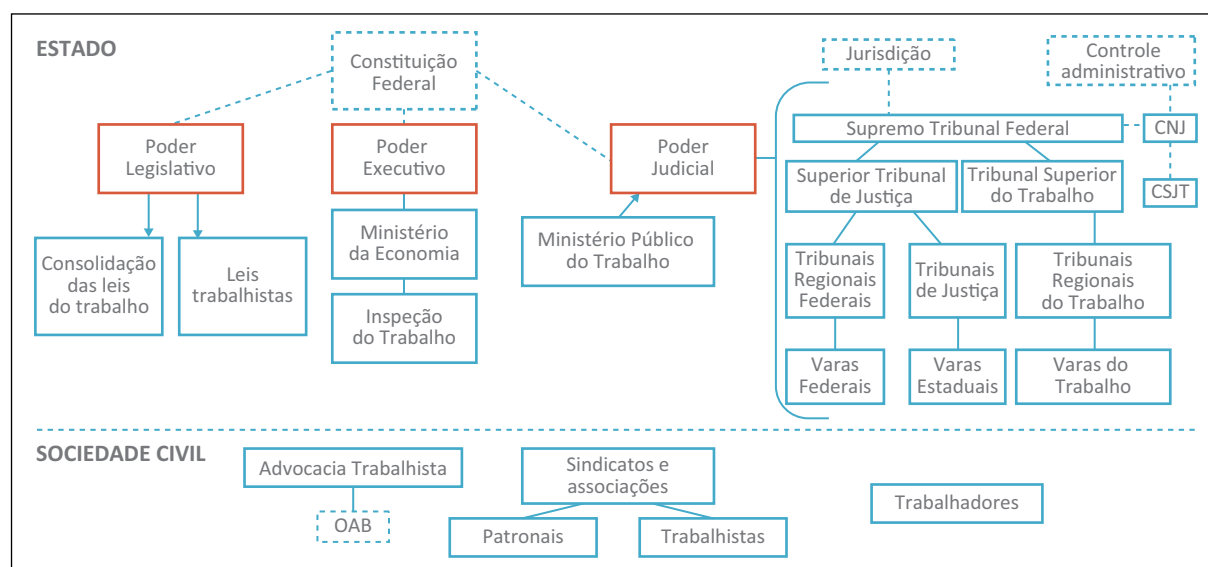 ESTADO
Constituição
Federal
Jurisdição
Controle
administrativo
Poder
Legislativo
Poder
Executivo
Poder
Judicial
Supremo Tribunal Federal
CNJ
Superior Tribunal
de Justiça
Tribunal Superior
do Trabalho
CSJT
Consolidação
das leis
do trabalho
Leis
trabalhistas
Ministério
da Economia
Ministério Público
do Trabalho
Tribunais
Regionais
Federais
Tribunais
de Justiça
Tribunais
Regionais
do Trabalho
Inspeção
do Trabalho
Varas
Federais
Varas
Estaduais
Varas do
Trabalho
SOCIEDADE CIVIL
Advocacia Trabalhista
OAB
Sindicatos e
associações
Patronais
Trabalhistas
Trabalhadores